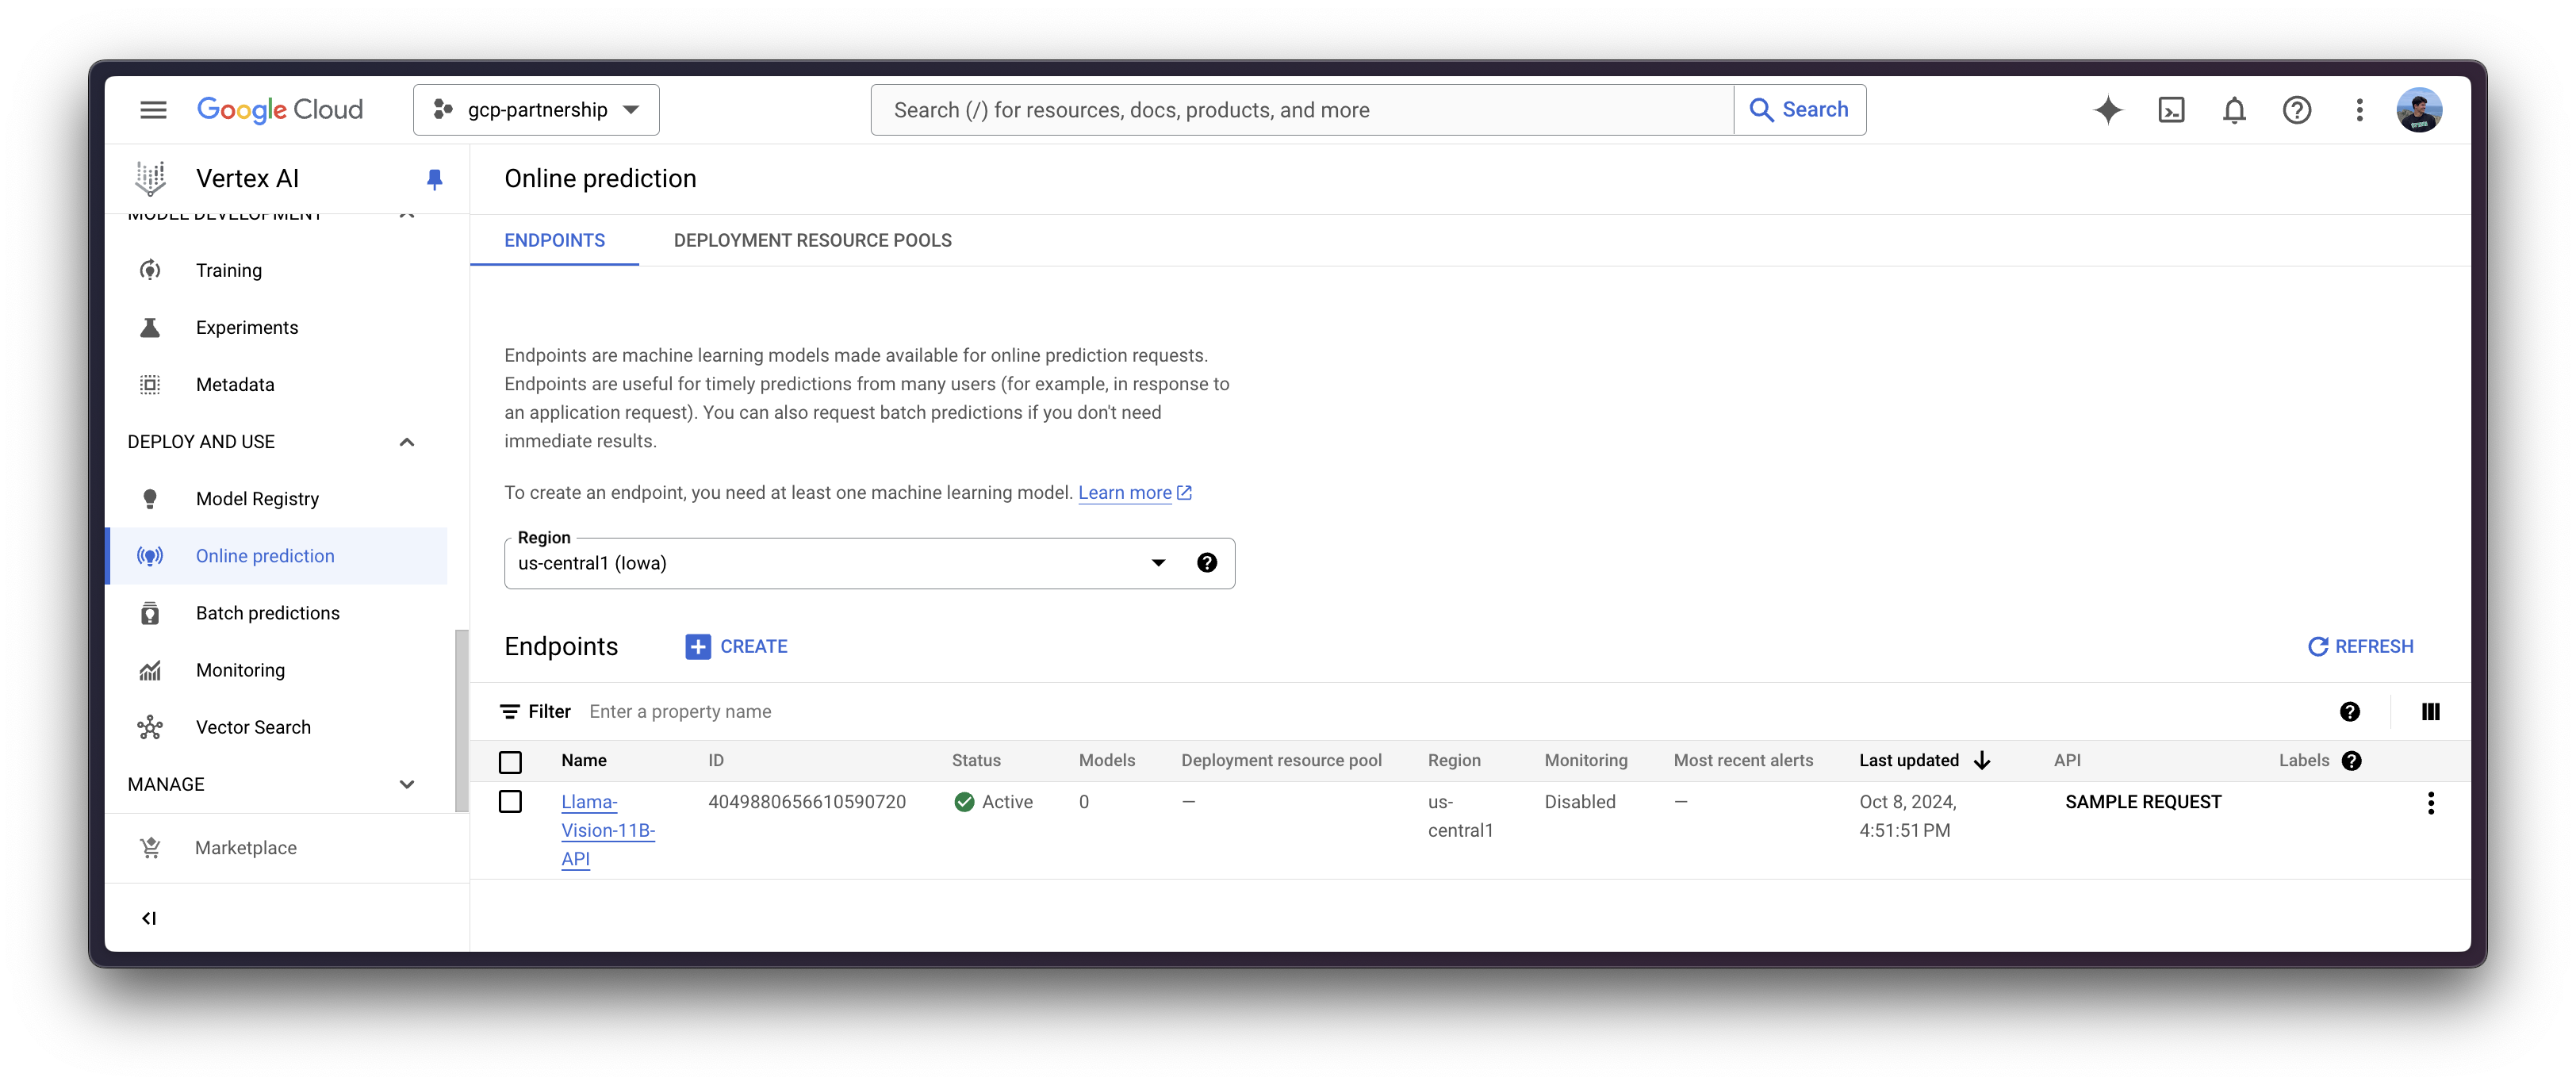 Google Cloud
gcp-partnership
Search (/) for resources, docs, products, and more
Search
Vertex AI
MODEL DEVELOPMENT
Training
Experiments
Metadata
DEPLOY AND USE
Model Registry
Online prediction
Batch predictions
Monitoring
Vector Search
MANAGE
Marketplace
Online prediction
ENDPOINTS
DEPLOYMENT RESOURCE POOLS
Endpoints are machine learning models made available for online prediction requests.
Endpoints are useful for timely predictions from many users (for example, in response to
an application request). You can also request batch predictions if you don't need
immediate results.
To create an endpoint, you need at least one machine learning model. Learn more
Region
us-central1 (Iowa)
Endpoints
CREATE
REFRESH
Filter Enter a property name
Name ID Status Models Deployment resource pool Region Monitoring Most recent alerts Last updated API Labels
Llama- 4049880656610590720 Active 0 — us- Disabled — Oct 8, 2024, SAMPLE REQUEST
Vision-11B- central1 4:51:51 PM
API